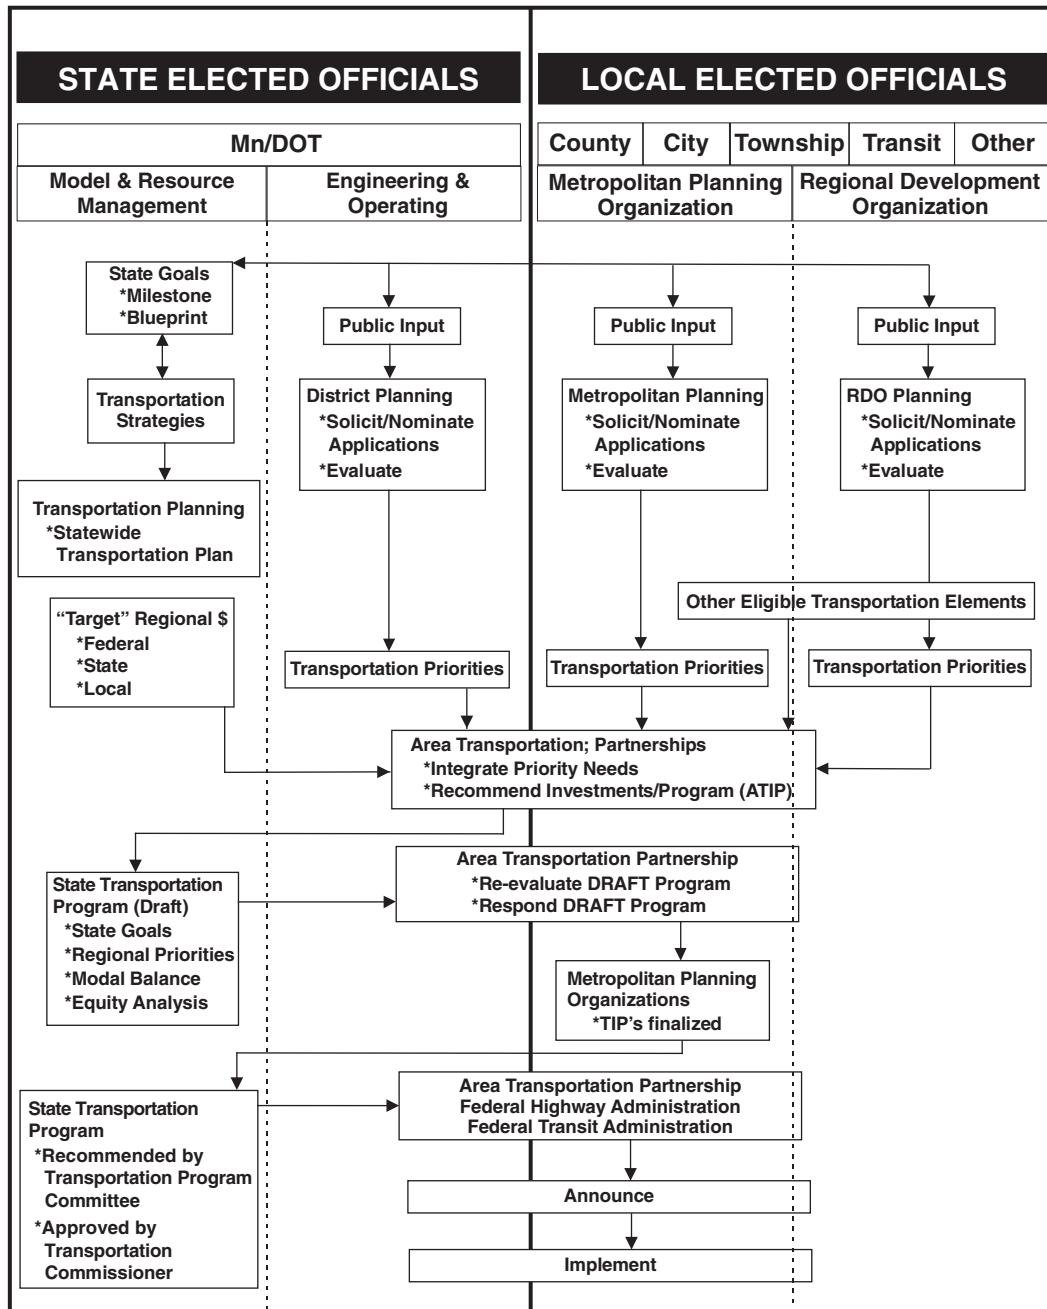 STATE ELECTED OFFICIALS
LOCAL ELECTED OFFICIALS
Mn/DOT
County
City
Township
Transit
Other
Model & Resource
Management
Engineering &
Operating
Metropolitan Planning
Organization
Regional Development
Organization
State Goals
*Milestone
*Blueprint
Public Input
Public Input
Public Input
Transportation
Strategies
District Planning
*Solicit/Nominate
Applications
*Evaluate
Metropolitan Planning
*Solicit/Nominate
Applications
*Evaluate
RDO Planning
*Solicit/Nominate
Applications
*Evaluate
Transportation Planning
*Statewide
Transportation Plan
“Target” Regional $
*Federal
*State
*Local
Other Eligible Transportation Elements
Transportation Priorities
Transportation Priorities
Transportation Priorities
Area Transportation; Partnerships
*Integrate Priority Needs
*Recommend Investments/Program (ATIP)
State Transportation
Program (Draft)
*State Goals
*Regional Priorities
*Modal Balance
*Equity Analysis
Area Transportation Partnership
*Re-evaluate DRAFT Program
*Respond DRAFT Program
Metropolitan Planning
Organizations
*TIP's finalized
State Transportation
Program
*Recommended by
Transportation Program
Committee
*Approved by
Transportation
Commissioner
Area Transportation Partnership
Federal Highway Administration
Federal Transit Administration
Announce
Implement